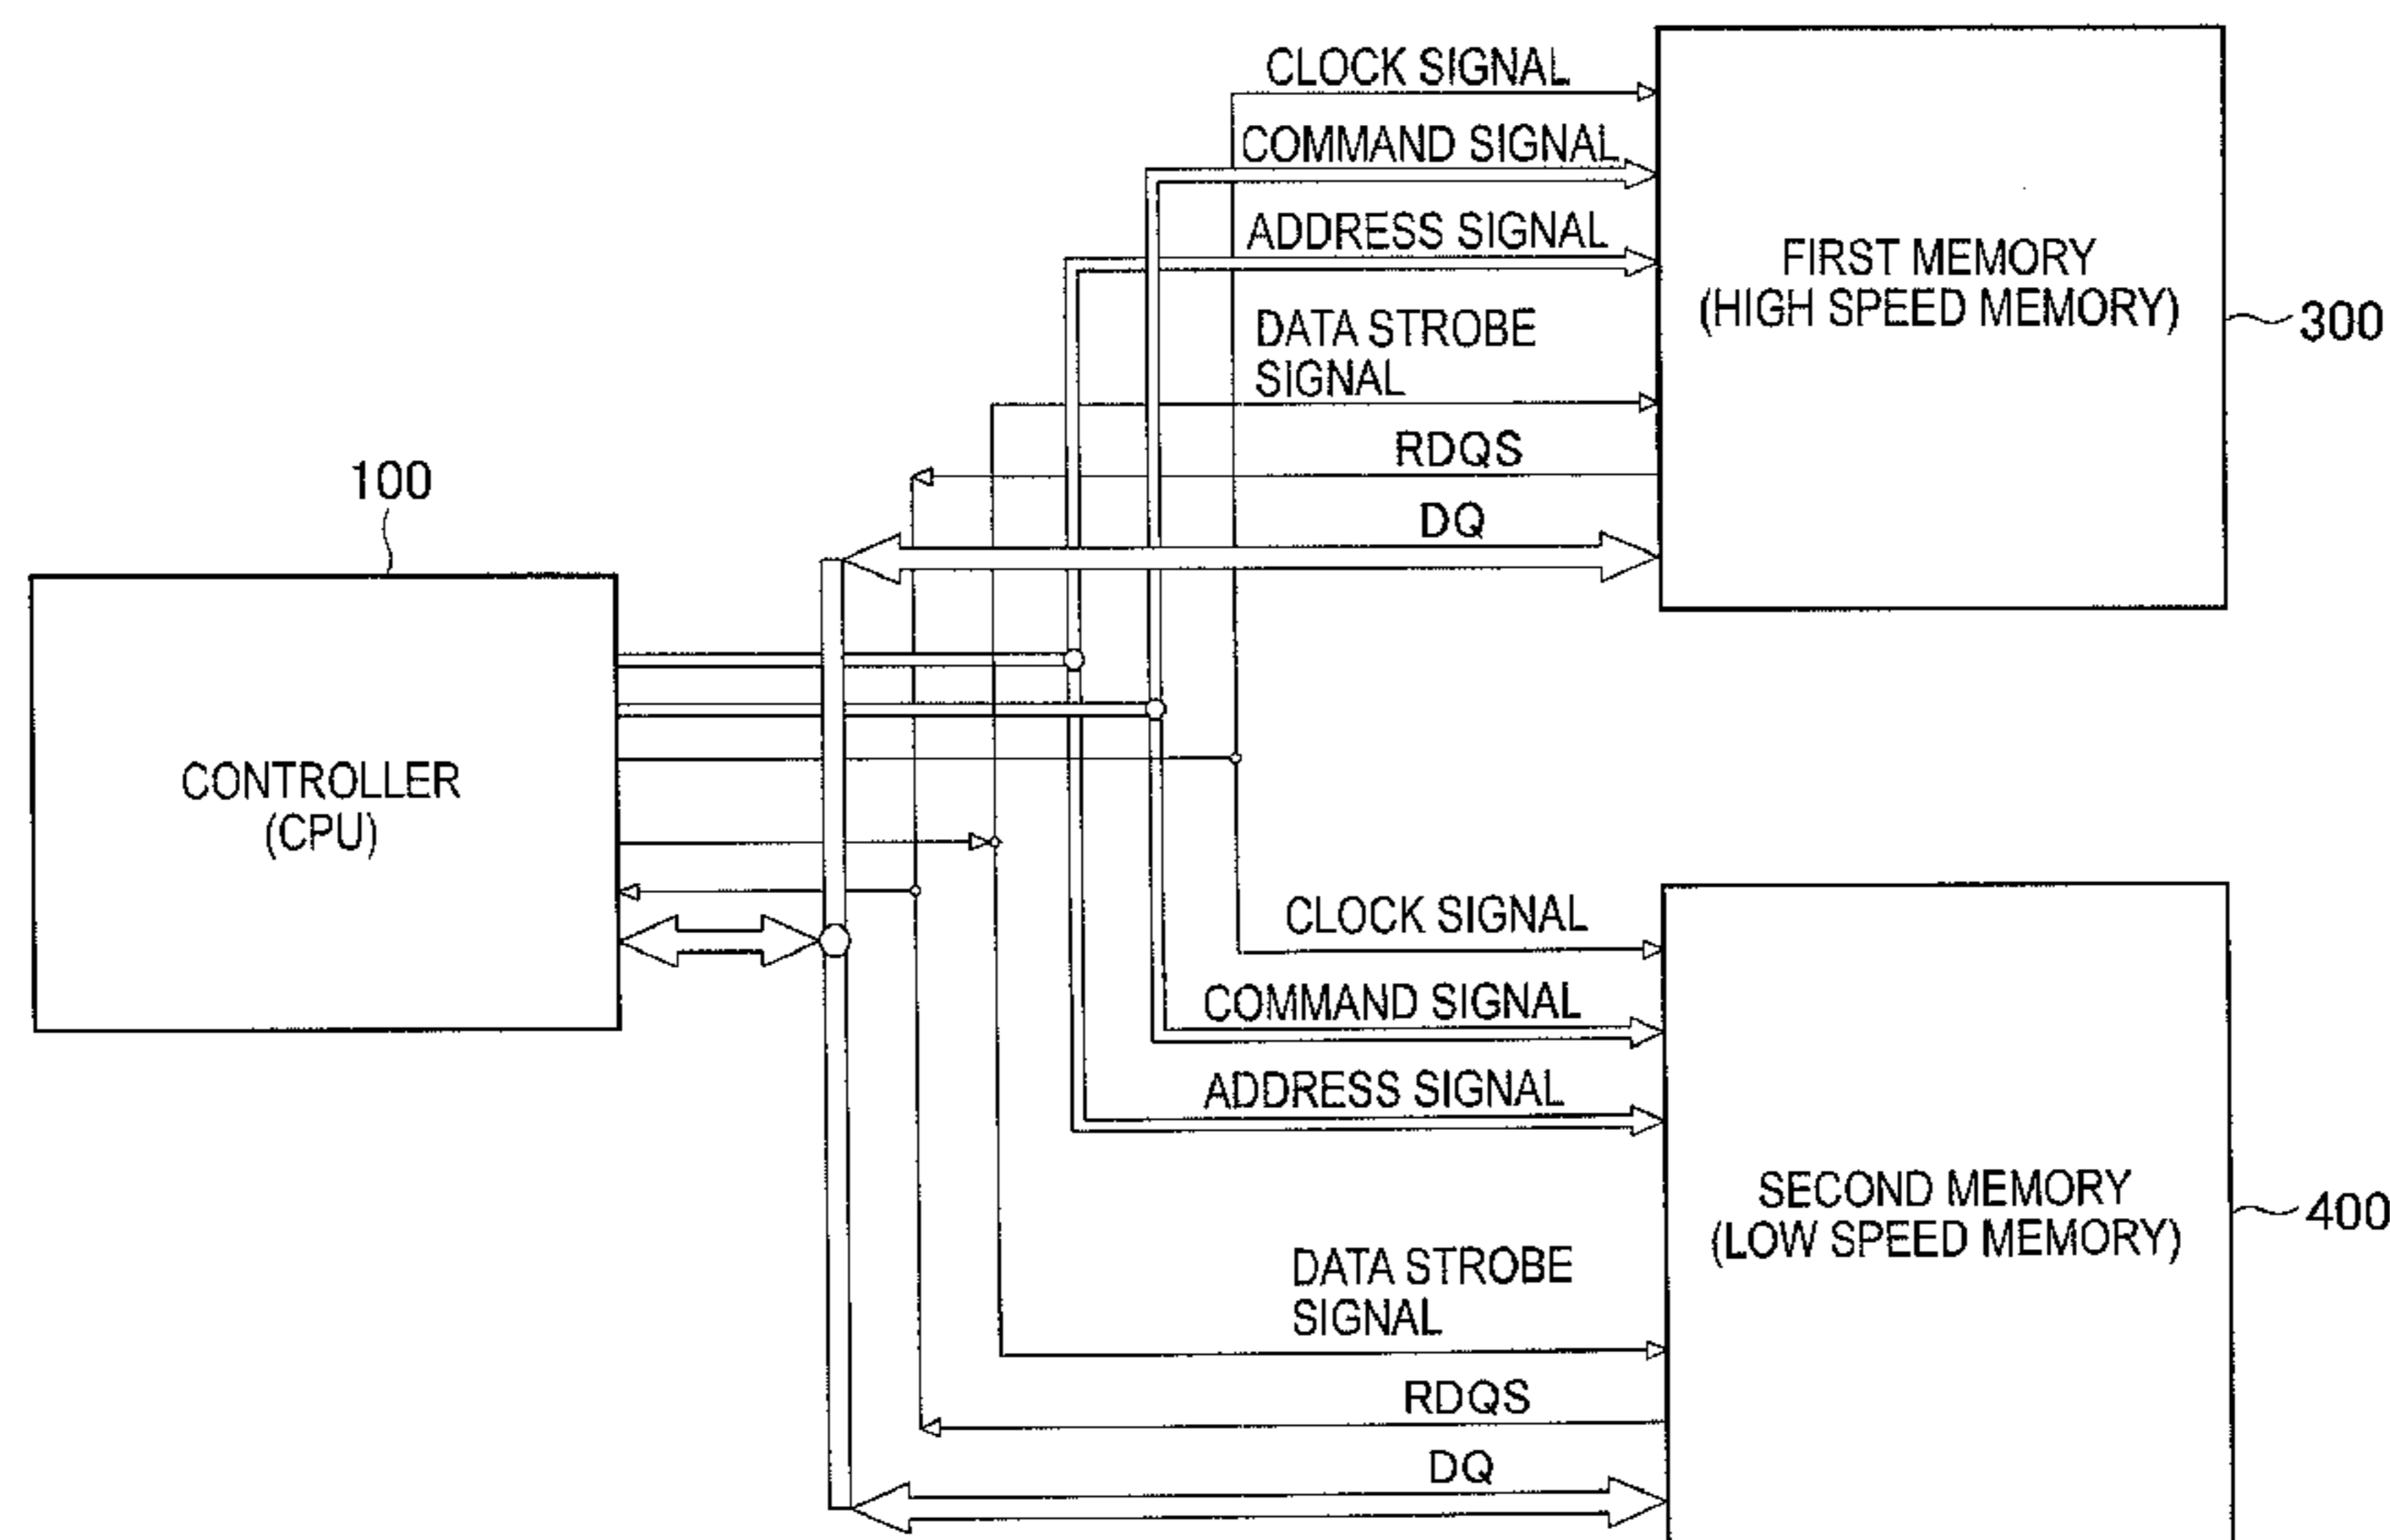 CLOCK SIGNAL
COMMAND SIGNAL
ADDRESS SIGNAL
DATA STROBE
SIGNAL
RDQS
DQ
FIRST MEMORY
(HIGH SPEED MEMORY)
300
100
CONTROLLER
(CPU)
CLOCK SIGNAL
COMMAND SIGNAL
ADDRESS SIGNAL
DATA STROBE
SIGNAL
RDQS
DQ
SECOND MEMORY
(LOW SPEED MEMORY)
400